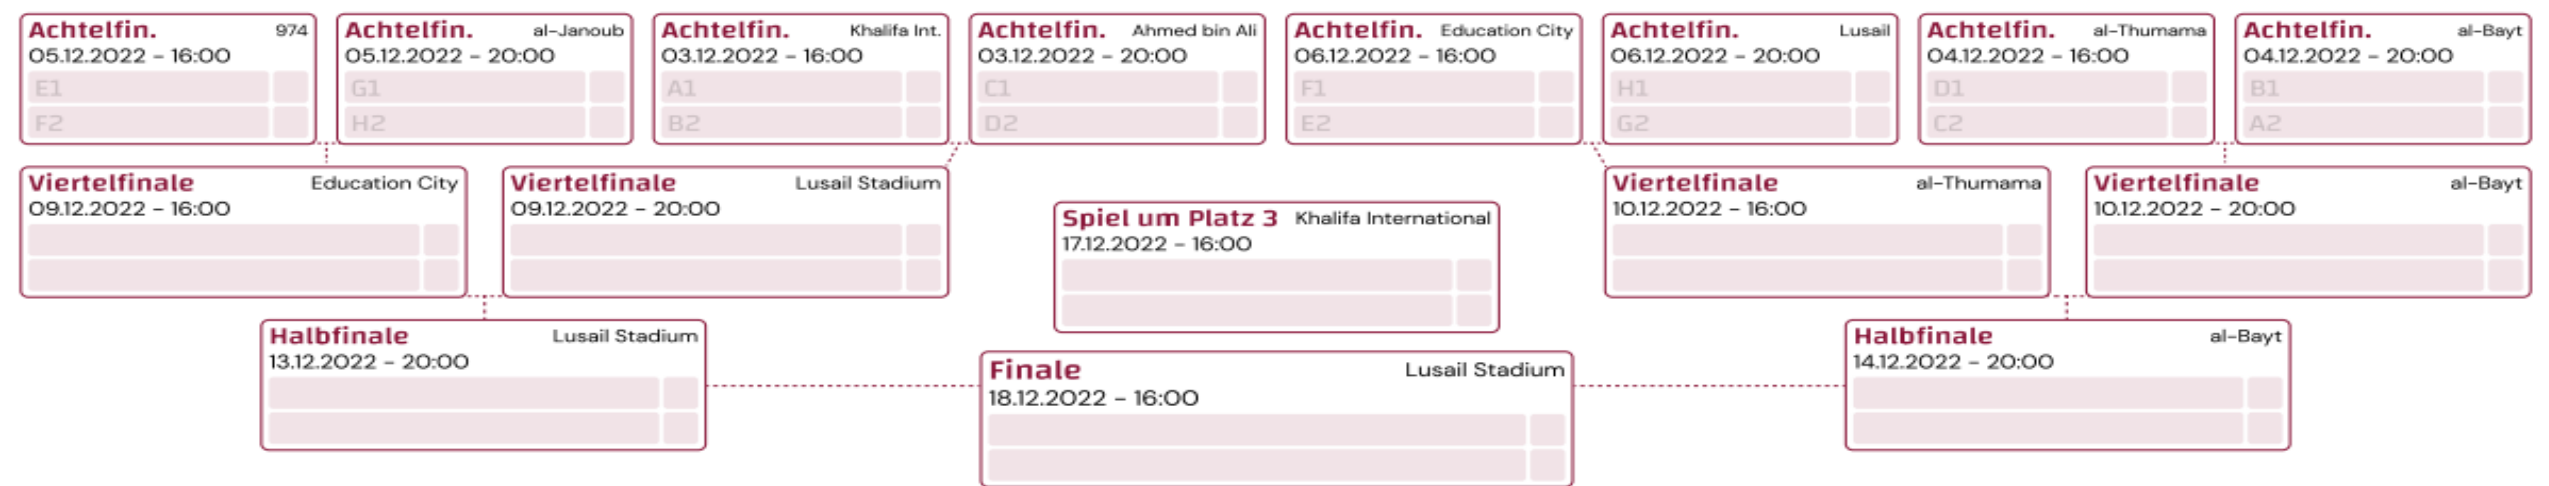 Achtelfin. 974
05.12.2022 – 16:00
E1
F2
Achtelfin. al-Janoub
05.12.2022 – 20:00
G1
H2
Achtelfin. Khalifa Int.
03.12.2022 – 16:00
A1
B2
Achtelfin. Ahmed bin Ali
03.12.2022 – 20:00
C1
D2
Achtelfin. Education City
06.12.2022 – 16:00
F1
E2
Achtelfin. Lusail
06.12.2022 – 20:00
H1
G2
Achtelfin. al-Thumama
04.12.2022 – 16:00
D1
C2
Achtelfin. al-Bayt
04.12.2022 – 20:00
B1
A2
Viertelfinale Education City
09.12.2022 – 16:00
Viertelfinale Lusail Stadium
09.12.2022 – 20:00
Spiel um Platz 3 Khalifa International
17.12.2022 – 16:00
Viertelfinale al-Thumama
10.12.2022 – 16:00
Viertelfinale al-Bayt
10.12.2022 – 20:00
Halbfinale Lusail Stadium
13.12.2022 – 20:00
Finale Lusail Stadium
18.12.2022 – 16:00
Halbfinale al-Bayt
14.12.2022 – 20:00